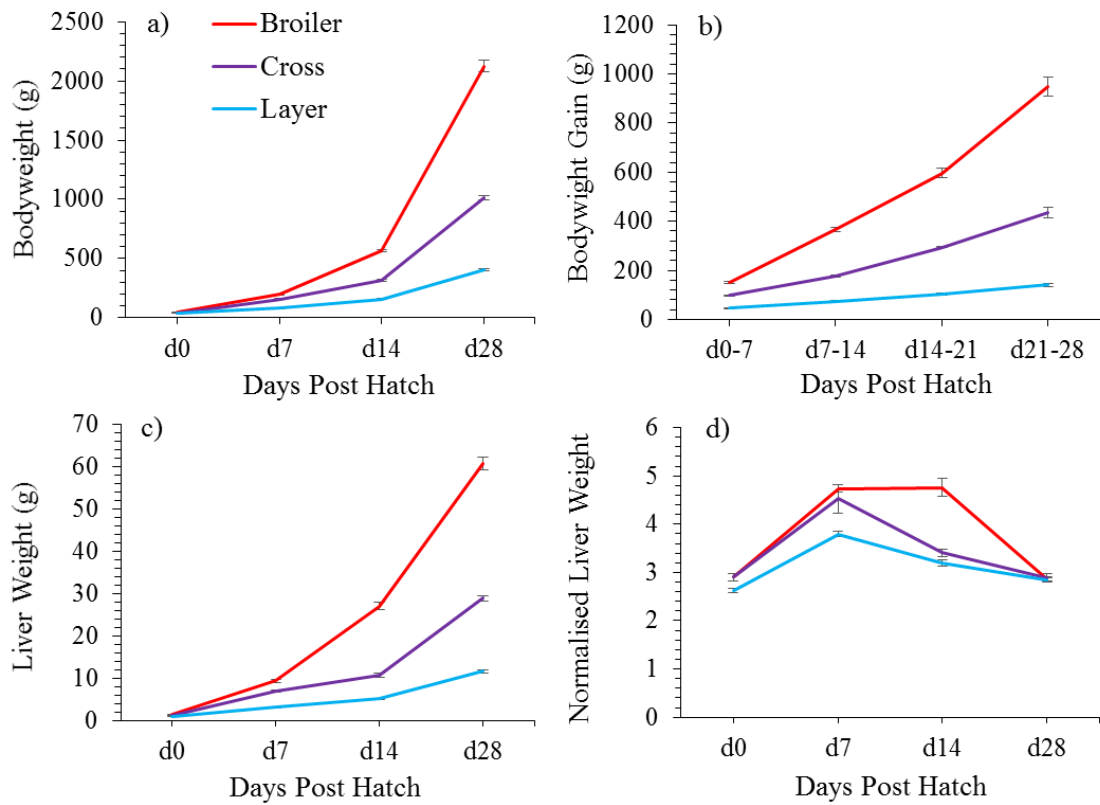 a)
Broiler
Cross
Layer
2500
2000
1500
1000
500
0
Bodyweight (g)
d0 d7 d14 d28
Days Post Hatch
b)
1200
1000
800
600
400
200
0
Bodywight Gain (g)
d0-7 d7-14 d14-21 d21-28
Days Post Hatch
c)
70
60
50
40
30
20
10
0
Liver Weight (g)
d0 d7 d14 d28
Days Post Hatch
d)
6
5
4
3
2
1
0
Normalised Liver Weight
d0 d7 d14 d28
Days Post Hatch